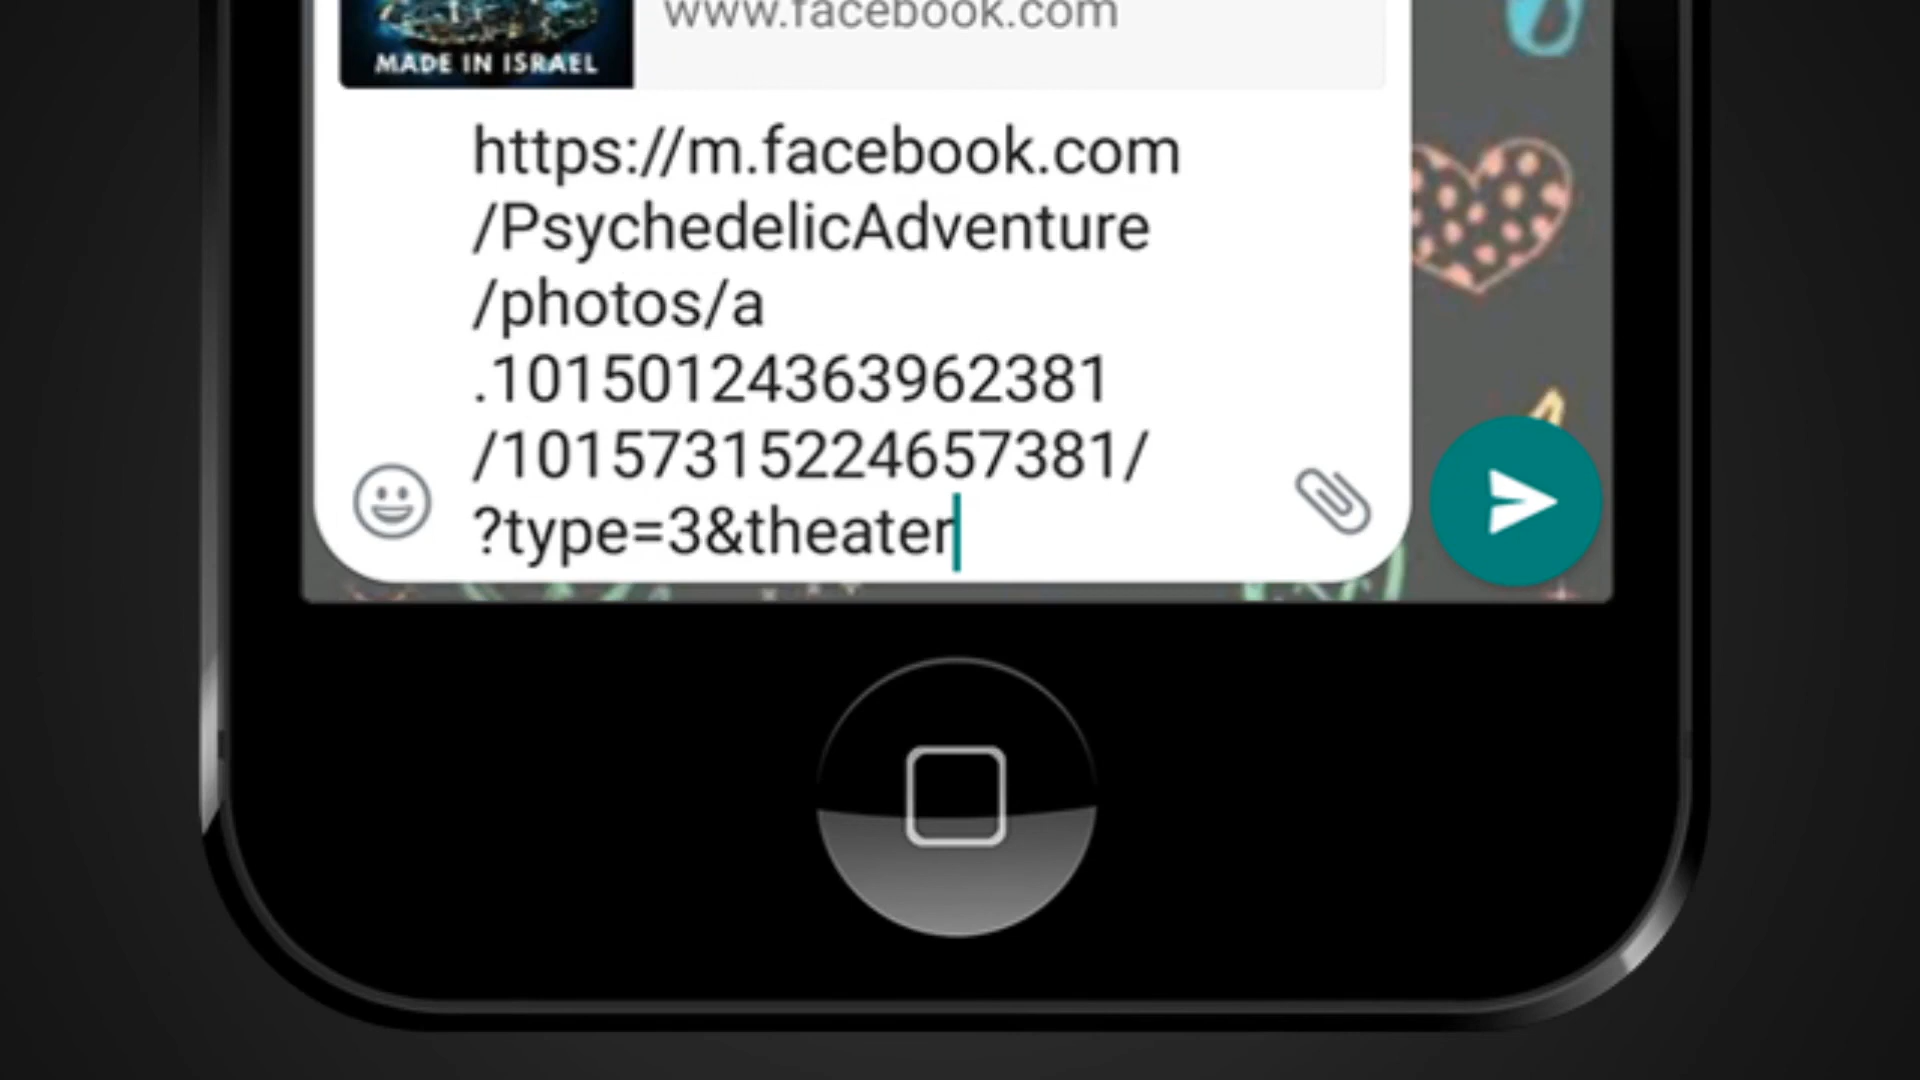 www.facebook.com
MADE IN ISRAEL
https://m.facebook.com
/PsychedelicAdventure
/photos/a
.10150124363962381
/10157315224657381/
?type=3&theater